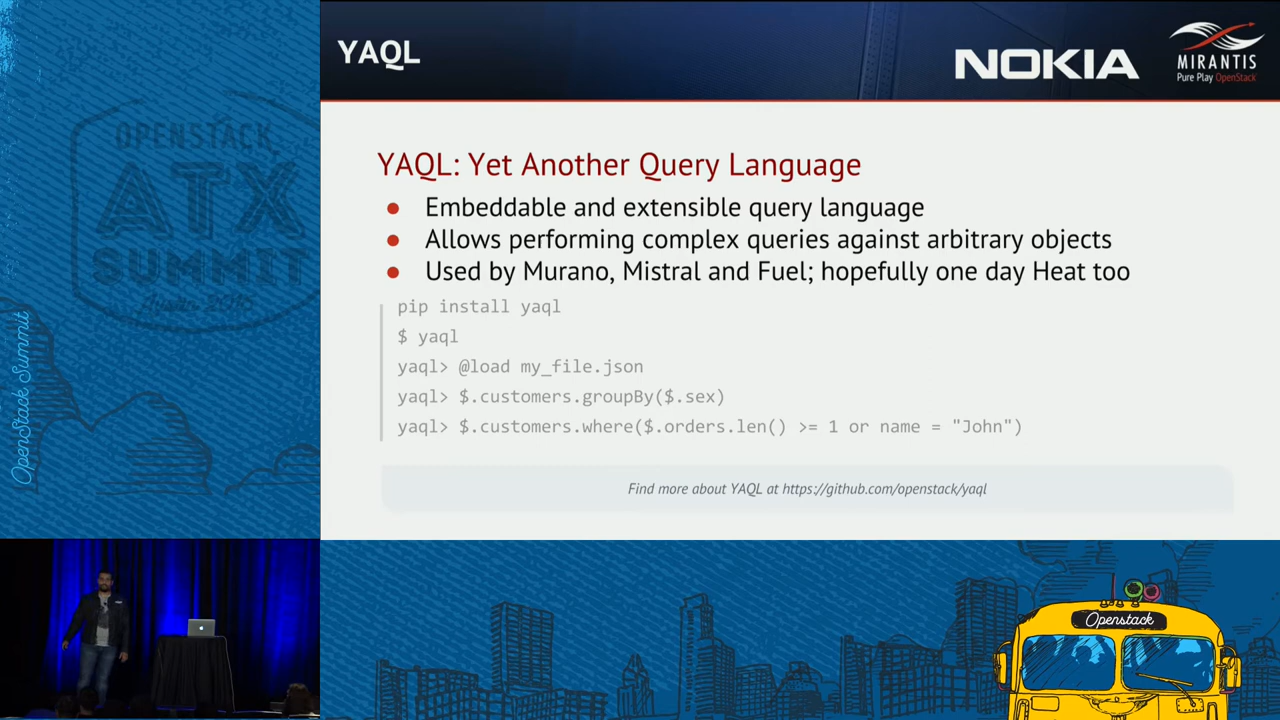 YAQL
NOKIA
MIRANTIS
Pure Play OpenStack
OPENSTACK
ATX
SUMMIT
Austin 2016
OpenStack Summit
YAQL: Yet Another Query Language
● Embeddable and extensible query language
● Allows performing complex queries against arbitrary objects
● Used by Murano, Mistral and Fuel; hopefully one day Heat too
pip install yaql
$ yaql
yaql> @load my_file.json
yaql> $.customers.groupBy($.sex)
yaql> $.customers.where($.orders.len() >= 1 or name = "John")
Find more about YAQL at https://github.com/openstack/yaql
Openstack